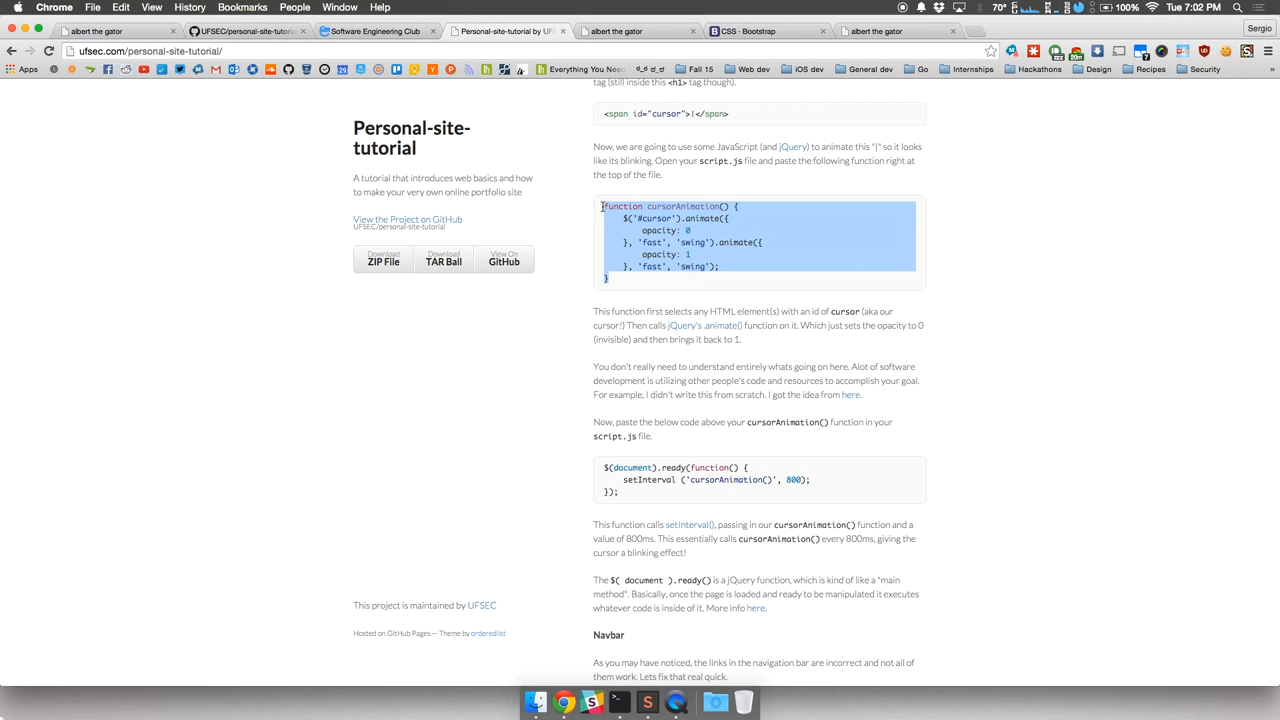 Chrome File Edit View History Bookmarks People Window Help 70° 100% Fri 7:02 PM
albert the gator UFSEC/personal-site-tutorial Software Engineering Club Personal-site-tutorial by UF albert the gator CSS · Bootstrap albert the gator Sergio
ufsec.com/personal-site-tutorial/
Apps Everything You Need Fall 15 Web dev iOS dev General dev Go Internships Hackathons Design Recipes Security »
tag (still inside this <h1> tag though).
<span id="cursor">|</span>
Now, we are going to use some JavaScript (and jQuery) to animate this "|" so it looks
like its blinking. Open your script.js file and paste the following function right at
the top of the file.
function cursorAnimation() {
$('#cursor').animate({
opacity: 0
}, 'fast', 'swing').animate({
opacity: 1
}, 'fast', 'swing');
}
This function first selects any HTML element(s) with an id of cursor (aka our
cursor!) Then calls jQuery's .animate() function on it. Which just sets the opacity to 0
(invisible) and then brings it back to 1.
You don't really need to understand entirely whats going on here. Alot of software
development is utilizing other people's code and resources to accomplish your goal.
For example, I didn't write this from scratch. I got the idea from here.
Now, paste the below code above your cursorAnimation() function in your
script.js file.
$(document).ready(function() {
setInterval ('cursorAnimation()', 800);
});
This function calls setInterval(), passing in our cursorAnimation() function and a
value of 800ms. This essentially calls cursorAnimation() every 800ms, giving the
cursor a blinking effect!
The $( document ).ready() is a jQuery function, which is kind of like a "main
method". Basically, once the page is loaded and ready to be manipulated it executes
whatever code is inside of it. More info here.
Navbar
As you may have noticed, the links in the navigation bar are incorrect and not all of
them work. Lets fix that real quick.
Personal-site-
tutorial
A tutorial that introduces web basics and how
to make your very own online portfolio site
View the Project on GitHub
UFSEC/personal-site-tutorial
Download Download View On
ZIP File TAR Ball GitHub
This project is maintained by UFSEC
Hosted on GitHub Pages — Theme by orderedlist